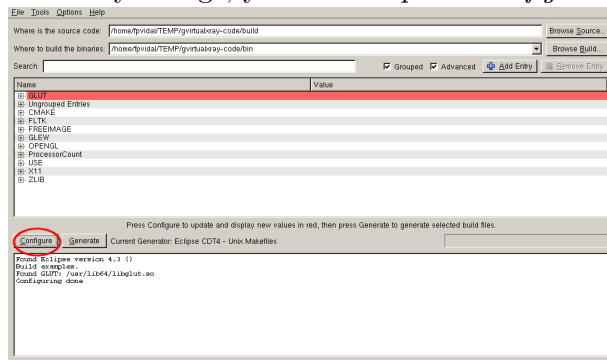 File Tools Options Help
Where is the source code: /home/fpvidal/TEMP/gvirtualxray-code/build Browse Source...
Where to build the binaries: /home/fpvidal/TEMP/gvirtualxray-code/bin Browse Build...
Search: Grouped Advanced Add Entry Remove Entry
Name Value
GLUT
Ungrouped Entries
CMAKE
FLTK
FREEIMAGE
GLEW
OPENGL
ProcessorCount
USE
X11
ZLIB
Press Configure to update and display new values in red, then press Generate to generate selected build files.
Configure Generate Current Generator: Eclipse CDT4 - Unix Makefiles
Found Eclipse version 4.3 ()
Build examples.
Found GLUT: /usr/lib64/libglut.so
Configuring done